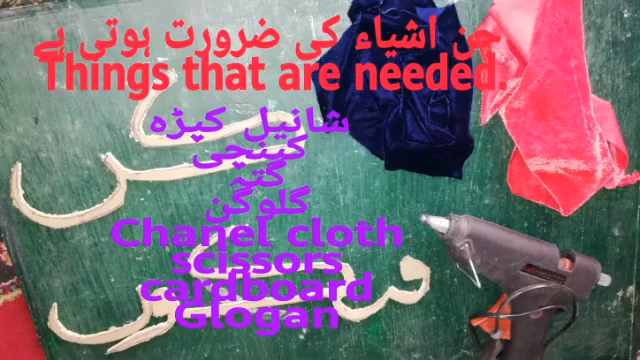 جن اشیاء کی ضرورت ہوتی ہے
Things that are needed
شانیل کپڑہ
کینچی
گتہ
گلوگن
Chanel cloth
scissors
cardboard
Glogan